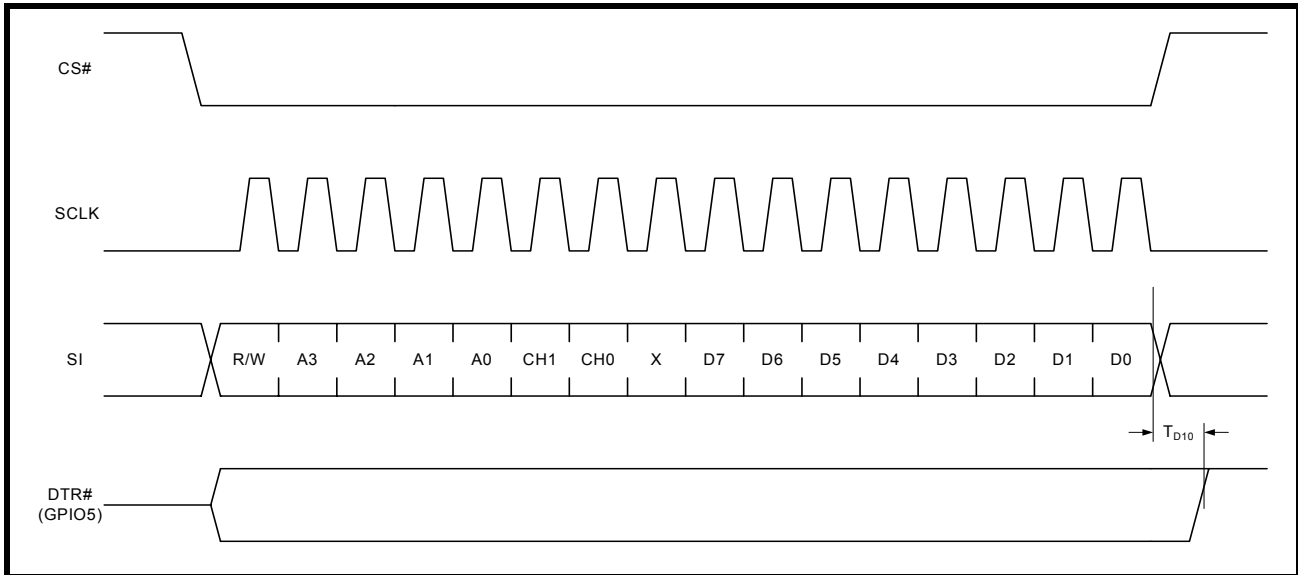 CS#
SCLK
SI R/W A3 A2 A1 A0 CH1 CH0 X D7 D6 D5 D4 D3 D2 D1 D0
TD10
DTR#
(GPIO5)